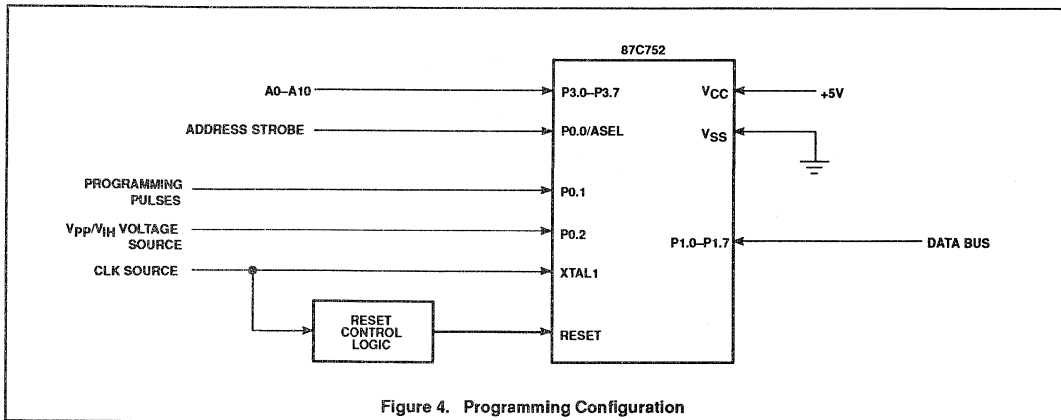 87C752
A0–A10
P3.0–P3.7
VCC
+5V
ADDRESS STROBE
P0.0/ASEL
VSS
PROGRAMMING
PULSES
P0.1
VPP/VIH VOLTAGE
SOURCE
P0.2
P1.0–P1.7
DATA BUS
CLK SOURCE
XTAL1
RESET
CONTROL
LOGIC
RESET
Figure 4. Programming Configuration